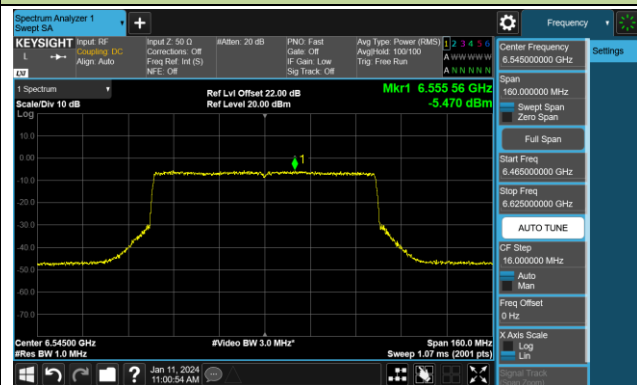 Spectrum Analyzer 1
Swept SA
+
Frequency
KEYSIGHT
L
LXI
Input: RF
Coupling: DC
Align: Auto
Input Z: 50 Ω
Corrections: Off
Freq Ref: Int (S)
NFE: Off
#Atten: 20 dB
PNO: Fast
Gate: Off
IF Gain: Low
Sig Track: Off
Avg Type: Power (RMS)
Avg|Hold: 100/100
Trig: Free Run
1 2 3 4 5 6
A W W W W W
A N N N N N
1 Spectrum
Scale/Div 10 dB
Log
Ref Lvl Offset 22.00 dB
Ref Level 20.00 dBm
Mkr1 6.555 56 GHz
-5.470 dBm
10.0
0.00
-10.0
-20.0
-30.0
-40.0
-50.0
-60.0
-70.0
1
Center 6.54500 GHz
#Res BW 1.0 MHz
#Video BW 3.0 MHz*
Span 160.0 MHz
Sweep 1.07 ms (2001 pts)
Center Frequency
6.545000000 GHz
Settings
Span
160.000000 MHz
Swept Span
Zero Span
Full Span
Start Freq
6.465000000 GHz
Stop Freq
6.625000000 GHz
AUTO TUNE
CF Step
16.000000 MHz
Auto
Man
Freq Offset
0 Hz
X Axis Scale
Log
Lin
Signal Track
(Span Zoom)
?
Jan 11, 2024
11:00:54 AM